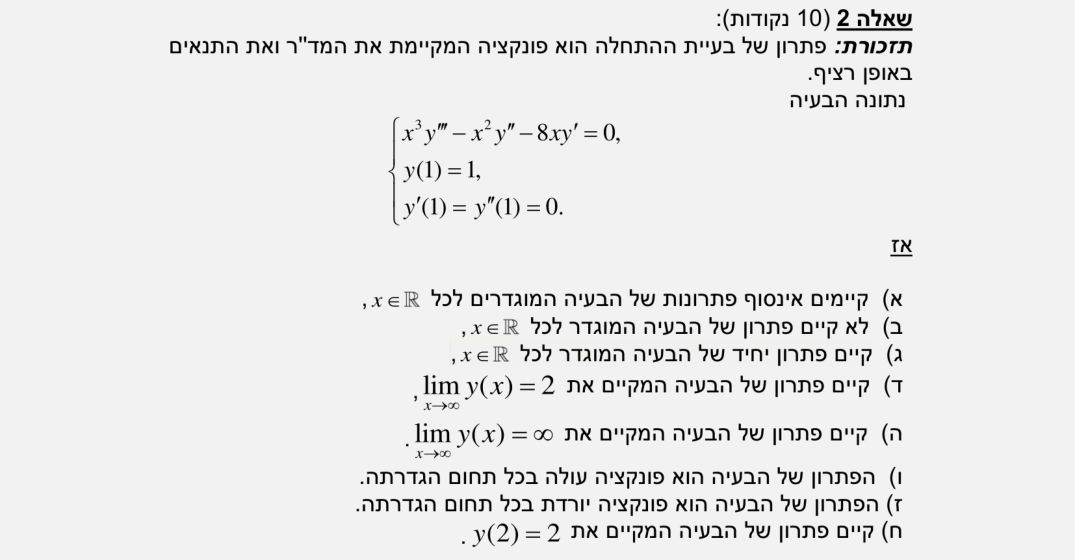 שאלה 2 (10 נקודות):
תזכורת: פתרון של בעיית ההתחלה הוא פונקציה המקיימת את המד"ר ואת התנאים
באופן רציף.
נתונה הבעיה
x³y‴ − x²y″ − 8xy′ = 0,
y(1) = 1,
y′(1) = y″(1) = 0.
אז
א) קיימים אינסוף פתרונות של הבעיה המוגדרים לכל x ∈ ℝ,
ב) לא קיים פתרון של הבעיה המוגדר לכל x ∈ ℝ,
ג) קיים פתרון יחיד של הבעיה המוגדר לכל x ∈ ℝ,
ד) קיים פתרון של הבעיה המקיים את lim x→∞ y(x) = 2,
ה) קיים פתרון של הבעיה המקיים את lim x→∞ y(x) = ∞.
ו) הפתרון של הבעיה הוא פונקציה עולה בכל תחום הגדרתה.
ז) הפתרון של הבעיה הוא פונקציה יורדת בכל תחום הגדרתה.
ח) קיים פתרון של הבעיה המקיים את y(2) = 2.